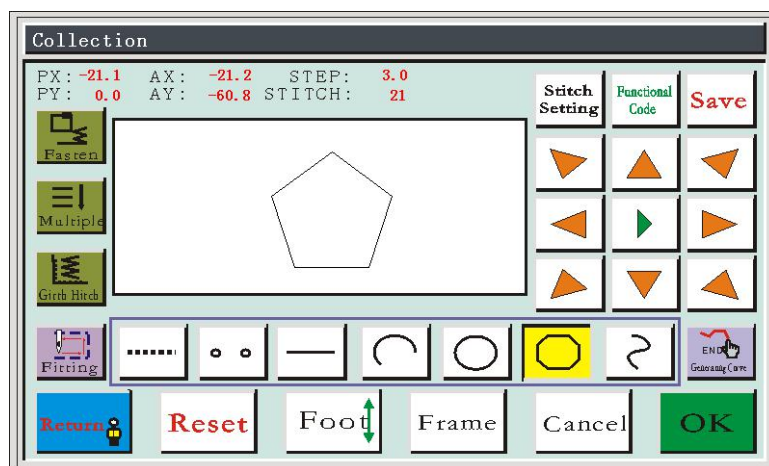 Collection
PX: -21.1 AX: -21.2 STEP: 3.0
PY: 0.0 AY: -60.8 STITCH: 21
Stitch
Setting
Functional
Code
Save
Fasten
Multiple
Girth Hitch
Fitting
END
Generating Curve
Return
Reset
Foot
Frame
Cancel
OK